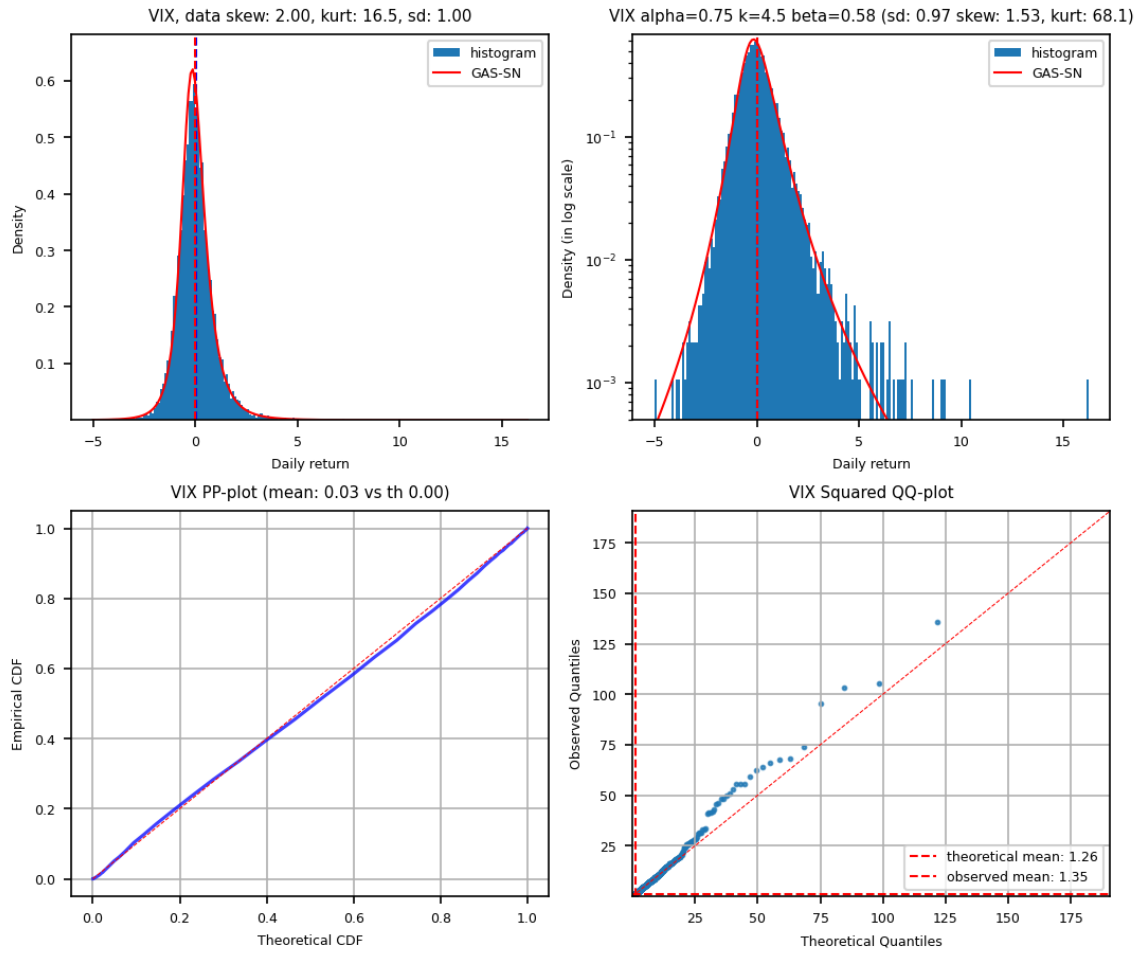 VIX, data skew: 2.00, kurt: 16.5, sd: 1.00
histogram
GAS-SN
0.6
0.5
0.4
0.3
0.2
0.1
Density
−5
0
5
10
15
Daily return
VIX alpha=0.75 k=4.5 beta=0.58 (sd: 0.97 skew: 1.53, kurt: 68.1)
histogram
GAS-SN
10−1
10−2
10−3
Density (in log scale)
−5
0
5
10
15
Daily return
VIX PP-plot (mean: 0.03 vs th 0.00)
1.0
0.8
0.6
0.4
0.2
0.0
Empirical CDF
0.0
0.2
0.4
0.6
0.8
1.0
Theoretical CDF
VIX Squared QQ-plot
175
150
125
100
75
50
25
Observed Quantiles
theoretical mean: 1.26
observed mean: 1.35
25
50
75
100
125
150
175
Theoretical Quantiles